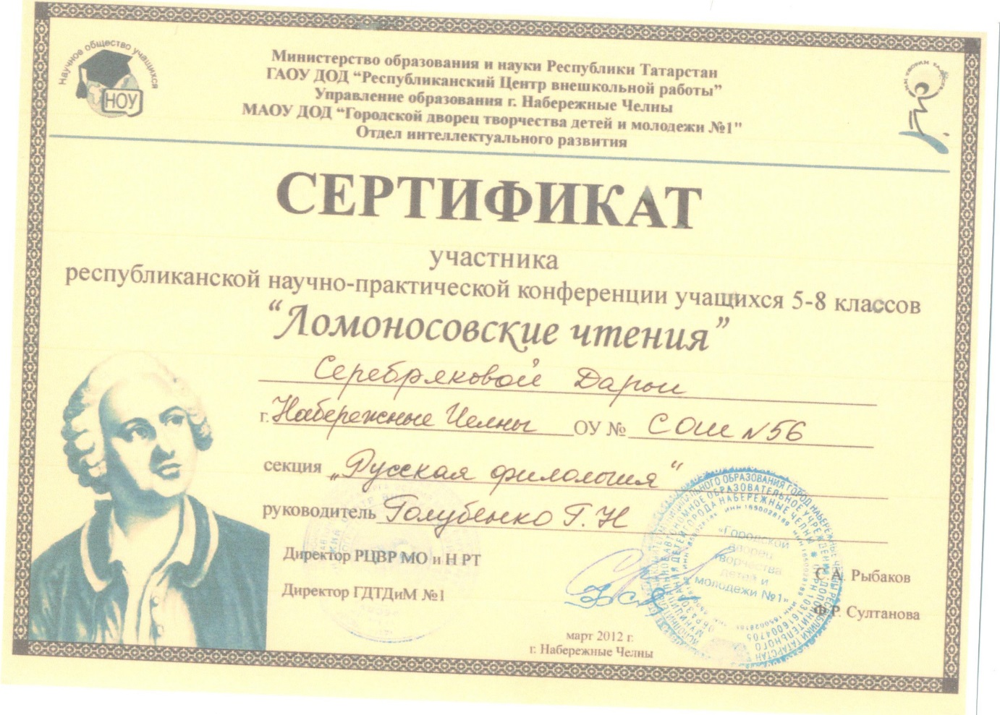 Научное общество учащихся
НОУ
Министерство образования и науки Республики Татарстан
ГАОУ ДОД “Республиканский Центр внешкольной работы”
Управление образования г. Набережные Челны
МАОУ ДОД “Городской дворец творчества детей и молодежи №1"
Отдел интеллектуального развития
СЕРТИФИКАТ
участника
республиканской научно-практической конференции учащихся 5-8 классов
“Ломоносовские чтения”
Серебряковой Дарьи
г. Набережные Челны ОУ № СОШ №56
секция „Русская филология“
руководитель Голубенко Г.Н
Директор РЦВР МО и Н РТ С.А. Рыбаков
Директор ГДТДиМ №1 Ф.Р. Султанова
«Городской
дворец
творчества
детей и
молодежи №1»
март 2012 г.
г. Набережные Челны